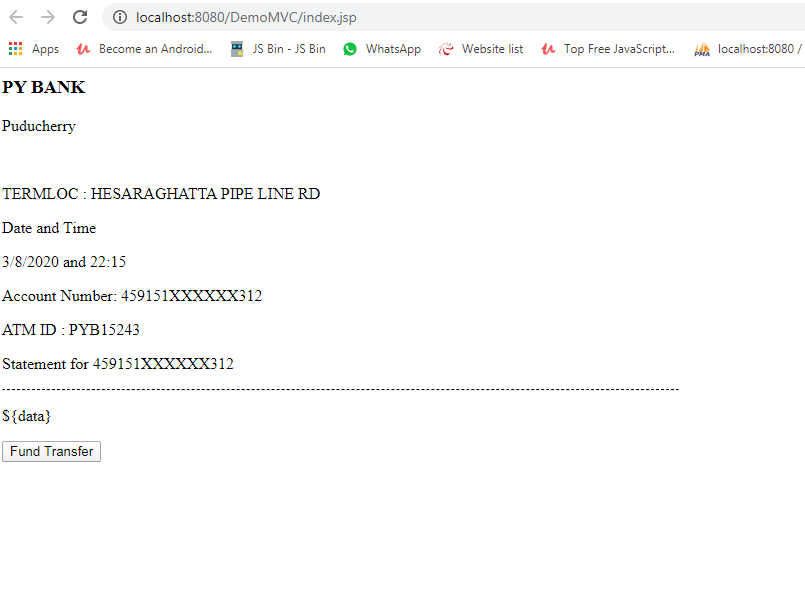 localhost:8080/DemoMVC/index.jsp
Apps Become an Android... JS Bin - JS Bin WhatsApp Website list Top Free JavaScript... PMA localhost:8080 /
PY BANK
Puducherry
TERMLOC : HESARAGHATTA PIPE LINE RD
Date and Time
3/8/2020 and 22:15
Account Number: 459151XXXXXX312
ATM ID : PYB15243
Statement for 459151XXXXXX312
--------------------------------------------------------------------------------------------------------------------------------------
${data}
Fund Transfer